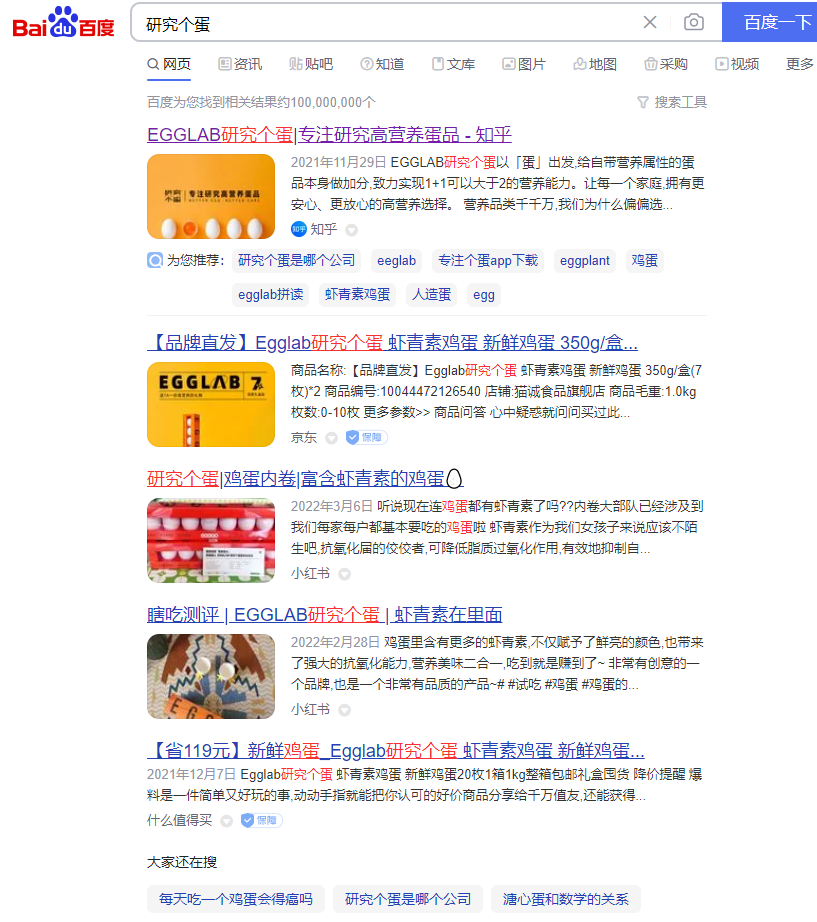 Bai du 百度
研究个蛋
百度一下
网页 资讯 贴吧 知道 文库 图片 地图 采购 视频 更多
百度为您找到相关结果约100,000,000个 搜索工具
EGGLAB研究个蛋|专注研究高营养蛋品 - 知乎
研究个蛋 专注研究高营养蛋品
2021年11月29日 EGGLAB研究个蛋以「蛋」出发,给自带营养属性的蛋
品本身做加分,致力实现1+1可以大于2的营养能力。让每一个家庭,拥有更
安心、更放心的高营养选择。 营养品类千千万,我们为什么偏偏选...
知乎 知乎
为您推荐: 研究个蛋是哪个公司 eeglab 专注个蛋app下载 eggplant 鸡蛋
egglab拼读 虾青素鸡蛋 人造蛋 egg
【品牌直发】Egglab研究个蛋 虾青素鸡蛋 新鲜鸡蛋 350g/盒...
EGGLAB 7
商品名称:【品牌直发】Egglab研究个蛋 虾青素鸡蛋 新鲜鸡蛋 350g/盒(7
枚)*2 商品编号:10044472126540 店铺:猫诚食品旗舰店 商品毛重:1.0kg
枚数:0-10枚 更多参数>> 商品问答 心中疑惑就问问买过此...
京东 保障
研究个蛋|鸡蛋内卷|富含虾青素的鸡蛋
2022年3月6日 听说现在连鸡蛋都有虾青素了吗??内卷大部队已经涉及到
我们每家每户都基本要吃的鸡蛋啦 虾青素作为我们女孩子来说应该不陌
生吧,抗氧化届的佼佼者,可降低脂质过氧化作用,有效地抑制自...
小红书
瞎吃测评 | EGGLAB研究个蛋 | 虾青素在里面
EGG
2022年2月28日 鸡蛋里含有更多的虾青素,不仅赋予了鲜亮的颜色,也带来
了强大的抗氧化能力,营养美味二合一,吃到就是赚到了~ 非常有创意的一
个品牌,也是一个非常有品质的产品~# #试吃 #鸡蛋 #鸡蛋的...
小红书
【省119元】新鲜鸡蛋_Egglab研究个蛋 虾青素鸡蛋 新鲜鸡蛋...
2021年12月7日 Egglab研究个蛋 虾青素鸡蛋 新鲜鸡蛋20枚1箱1kg整箱包邮礼盒囤货 降价提醒 爆
料是一件简单又好玩的事,动动手指就能把你认可的好价商品分享给千万值友,还能获得...
什么值得买 保障
大家还在搜
每天吃一个鸡蛋会得癌吗 研究个蛋是哪个公司 溏心蛋和数学的关系